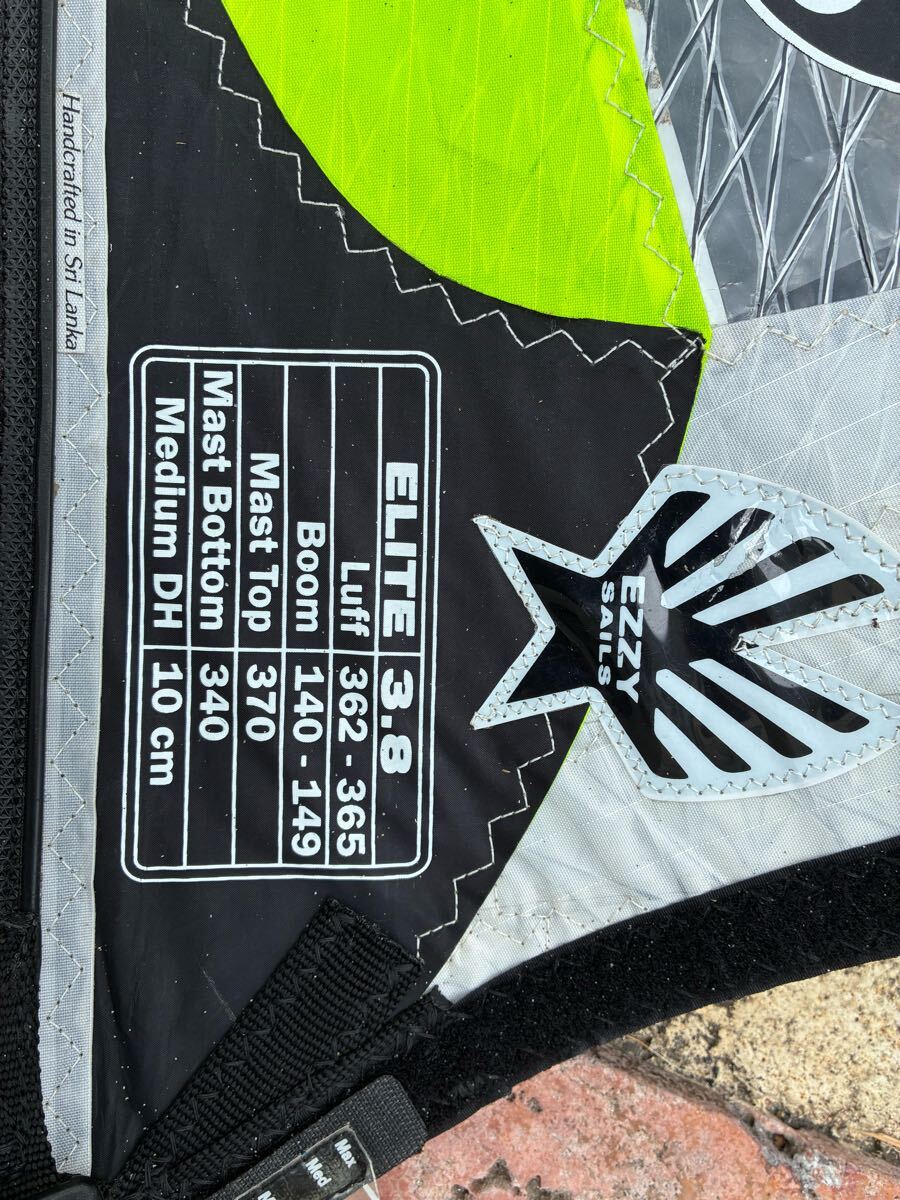 Handcrafted in Sri Lanka
ELITE 3.8
Luff 362 - 365
Boom 140 - 149
Mast Top 370
Mast Bottom 340
Medium DH 10 cm
EZZY
SAILS
Max
Med